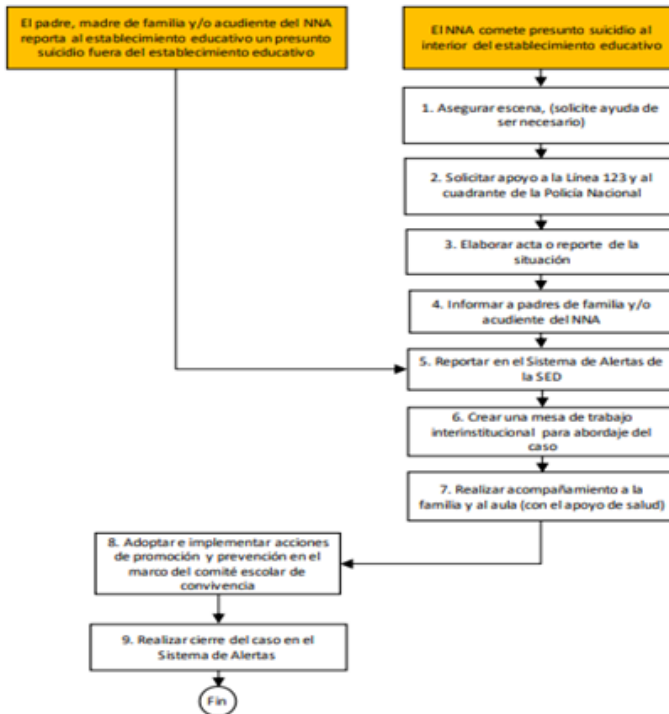 El padre, madre de familia y/o acudiente del NNA
reporta al establecimiento educativo un presunto
suicidio fuera del establecimiento educativo
El NNA comete presunto suicidio al
interior del establecimiento educativo
1. Asegurar escena, (solicite ayuda de
ser necesario)
2. Solicitar apoyo a la Línea 123 y al
cuadrante de la Policía Nacional
3. Elaborar acta o reporte de la
situación
4. Informar a padres de familia y/o
acudiente del NNA
5. Reportar en el Sistema de Alertas de
la SED
6. Crear una mesa de trabajo
interinstitucional para abordaje del
caso
7. Realizar acompañamiento a la
familia y al aula (con el apoyo de salud)
8. Adoptar e implementar acciones
de promoción y prevención en el
marco del comité escolar de
convivencia
9. Realizar cierre del caso en el
Sistema de Alertas
Fin